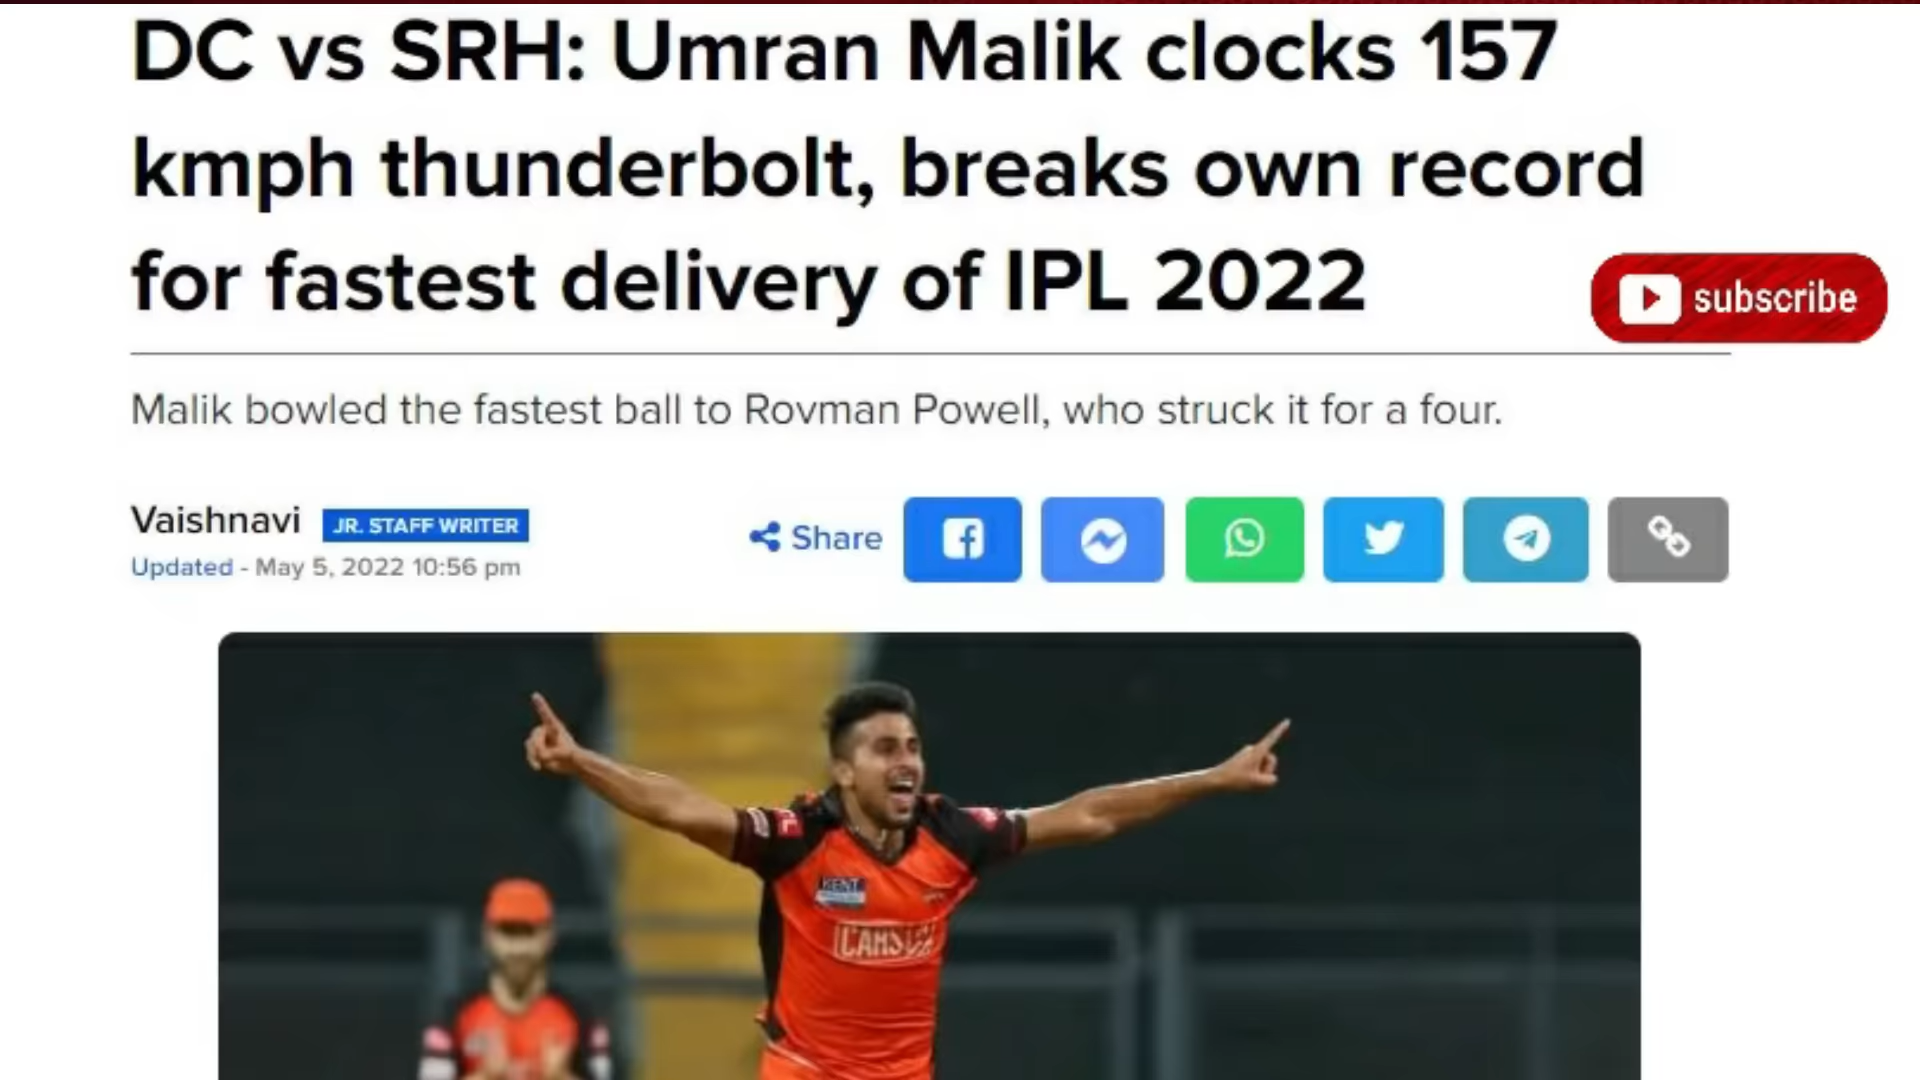 DC vs SRH: Umran Malik clocks 157
kmph thunderbolt, breaks own record
for fastest delivery of IPL 2022
subscribe
Malik bowled the fastest ball to Rovman Powell, who struck it for a four.
Vaishnavi JR. STAFF WRITER
Share
Updated - May 5, 2022 10:56 pm
KENT